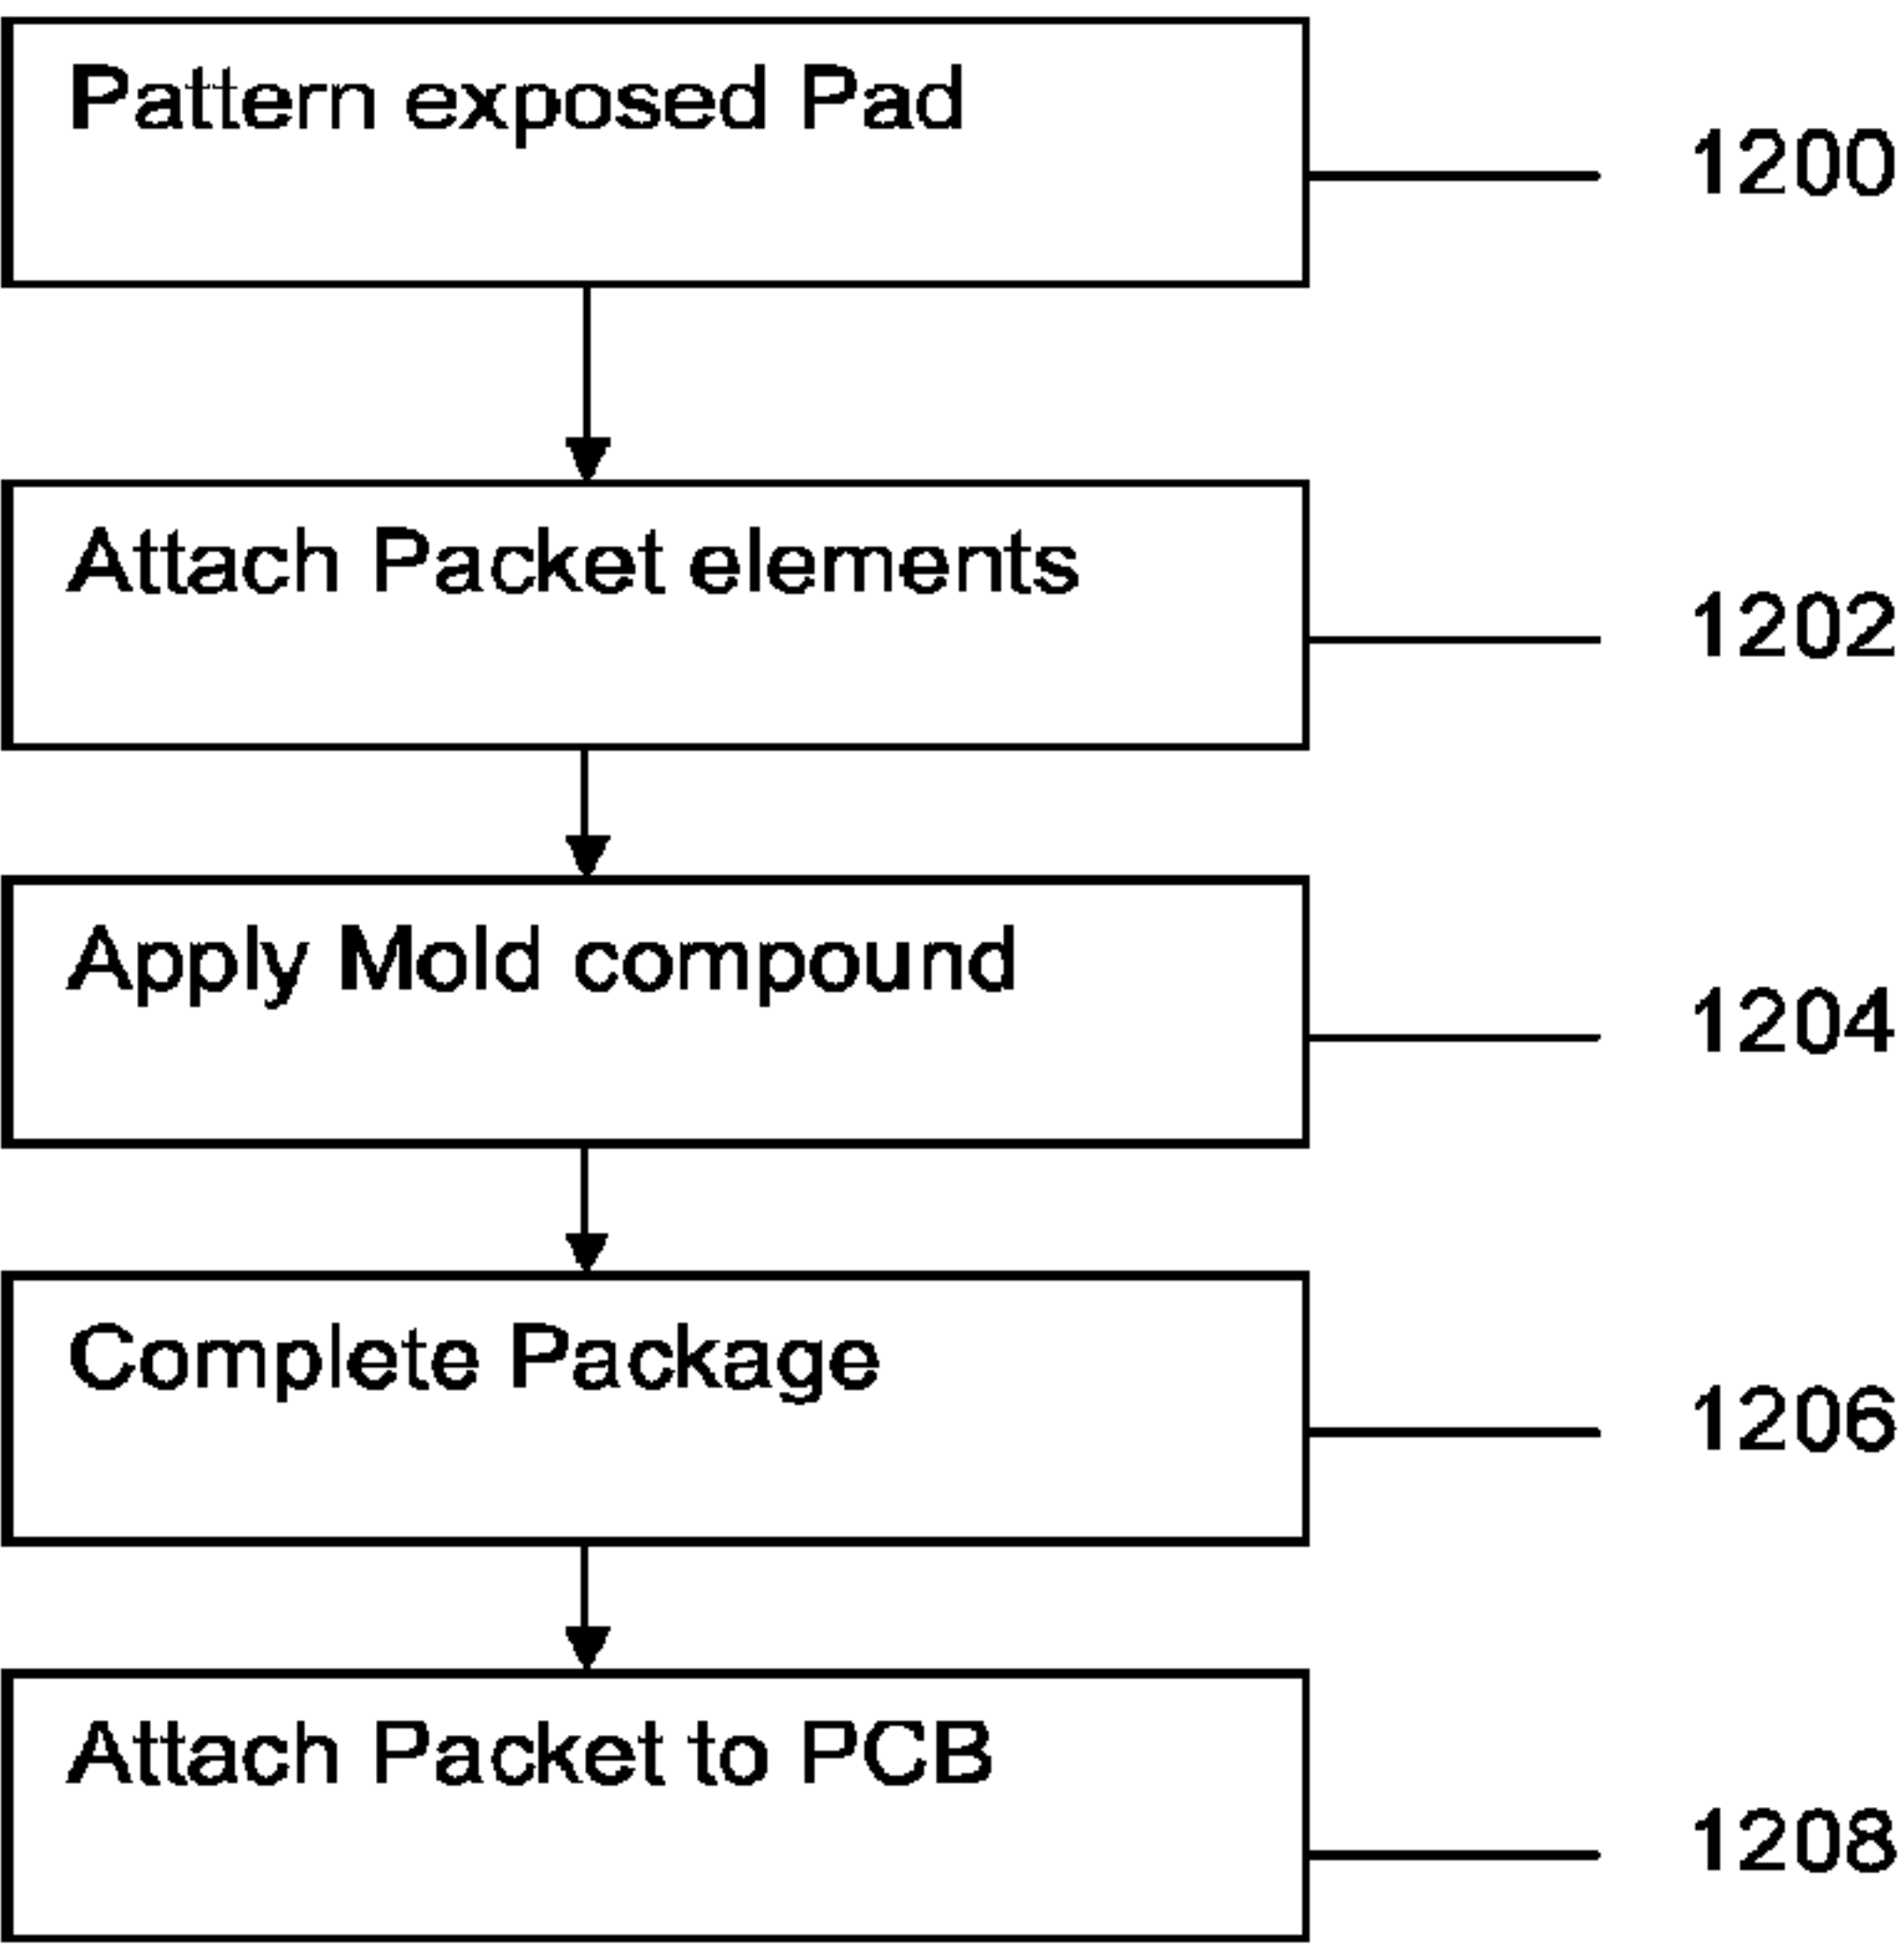 Pattern exposed Pad
1200
Attach Packet elements
1202
Apply Mold compound
1204
Complete Package
1206
Attach Packet to PCB
1208